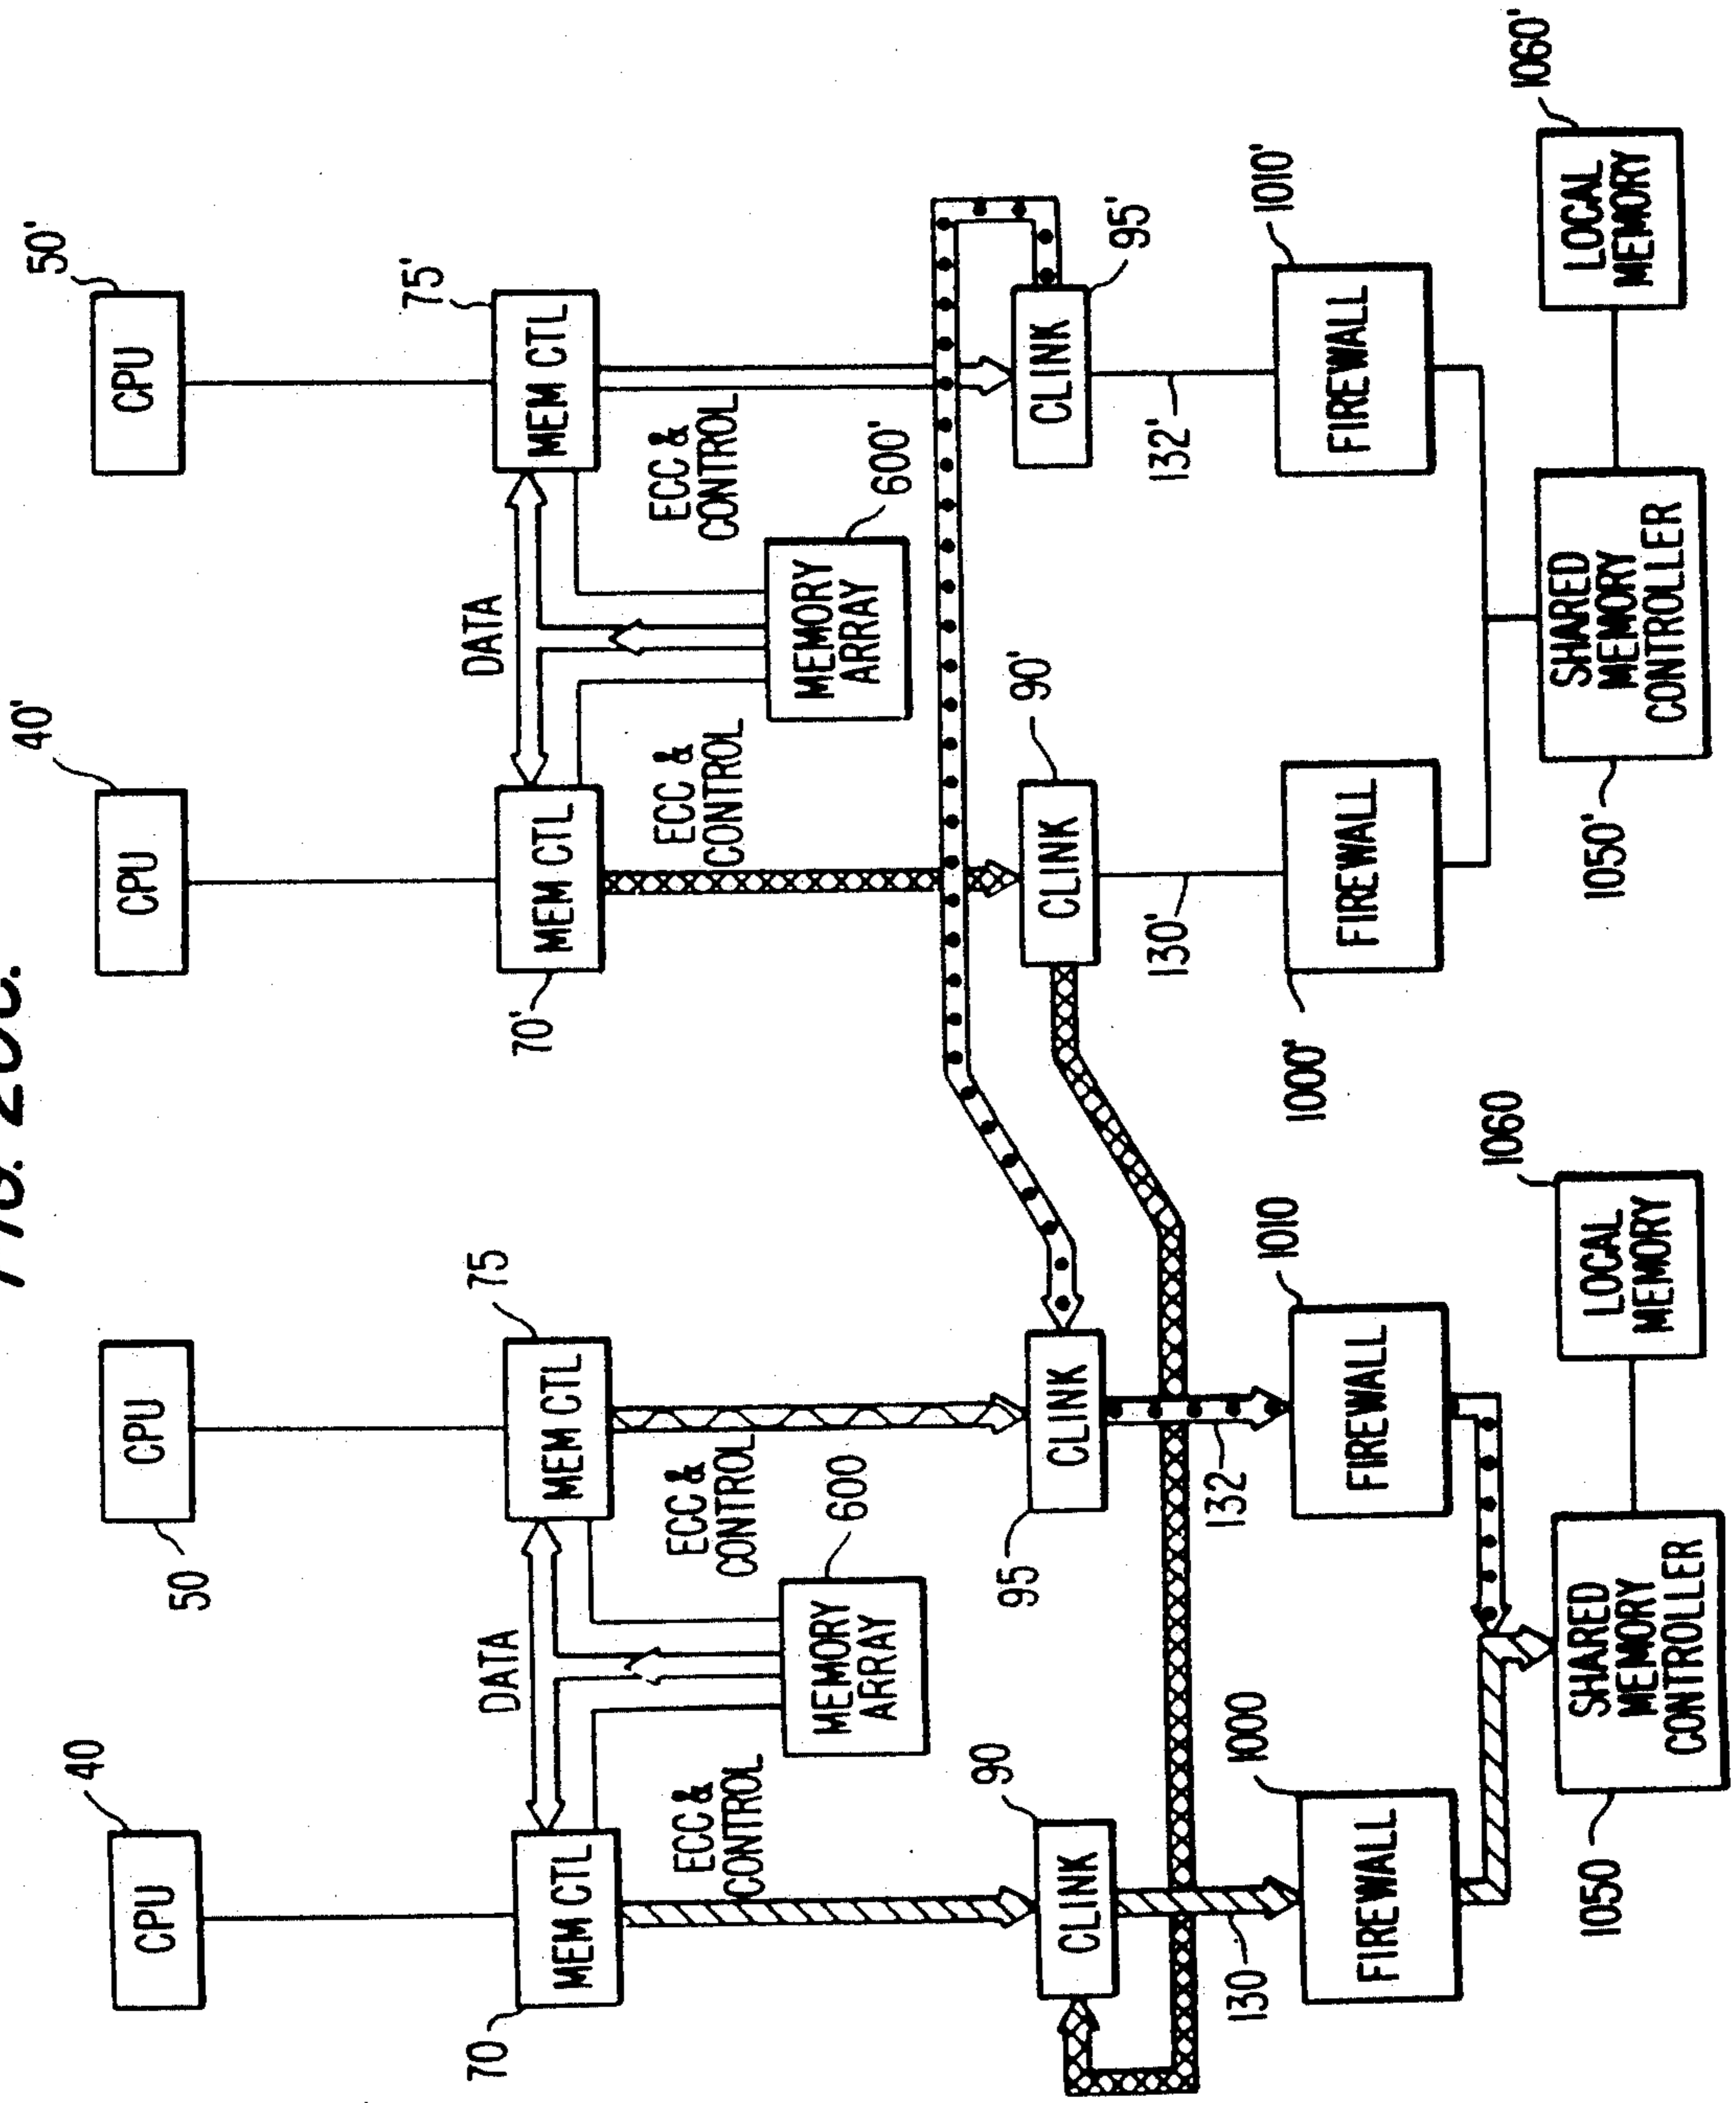 40
50
40'
50'
CPU
CPU
CPU
CPU
70
75
70'
75'
MEM CTL
DATA
MEM CTL
MEM CTL
DATA
MEM CTL
ECC &
CONTROL
ECC &
CONTROL
ECC &
CONTROL
ECC &
CONTROL
600
600'
MEMORY
ARRAY
MEMORY
ARRAY
90
95
90'
95'
CLINK
CLINK
CLINK
CLINK
130
132
130'
132'
1000
1010
1000'
1010'
FIREWALL
FIREWALL
FIREWALL
FIREWALL
1050
1060
1050'
1060'
SHARED
MEMORY
CONTROLLER
LOCAL
MEMORY
SHARED
MEMORY
CONTROLLER
LOCAL
MEMORY